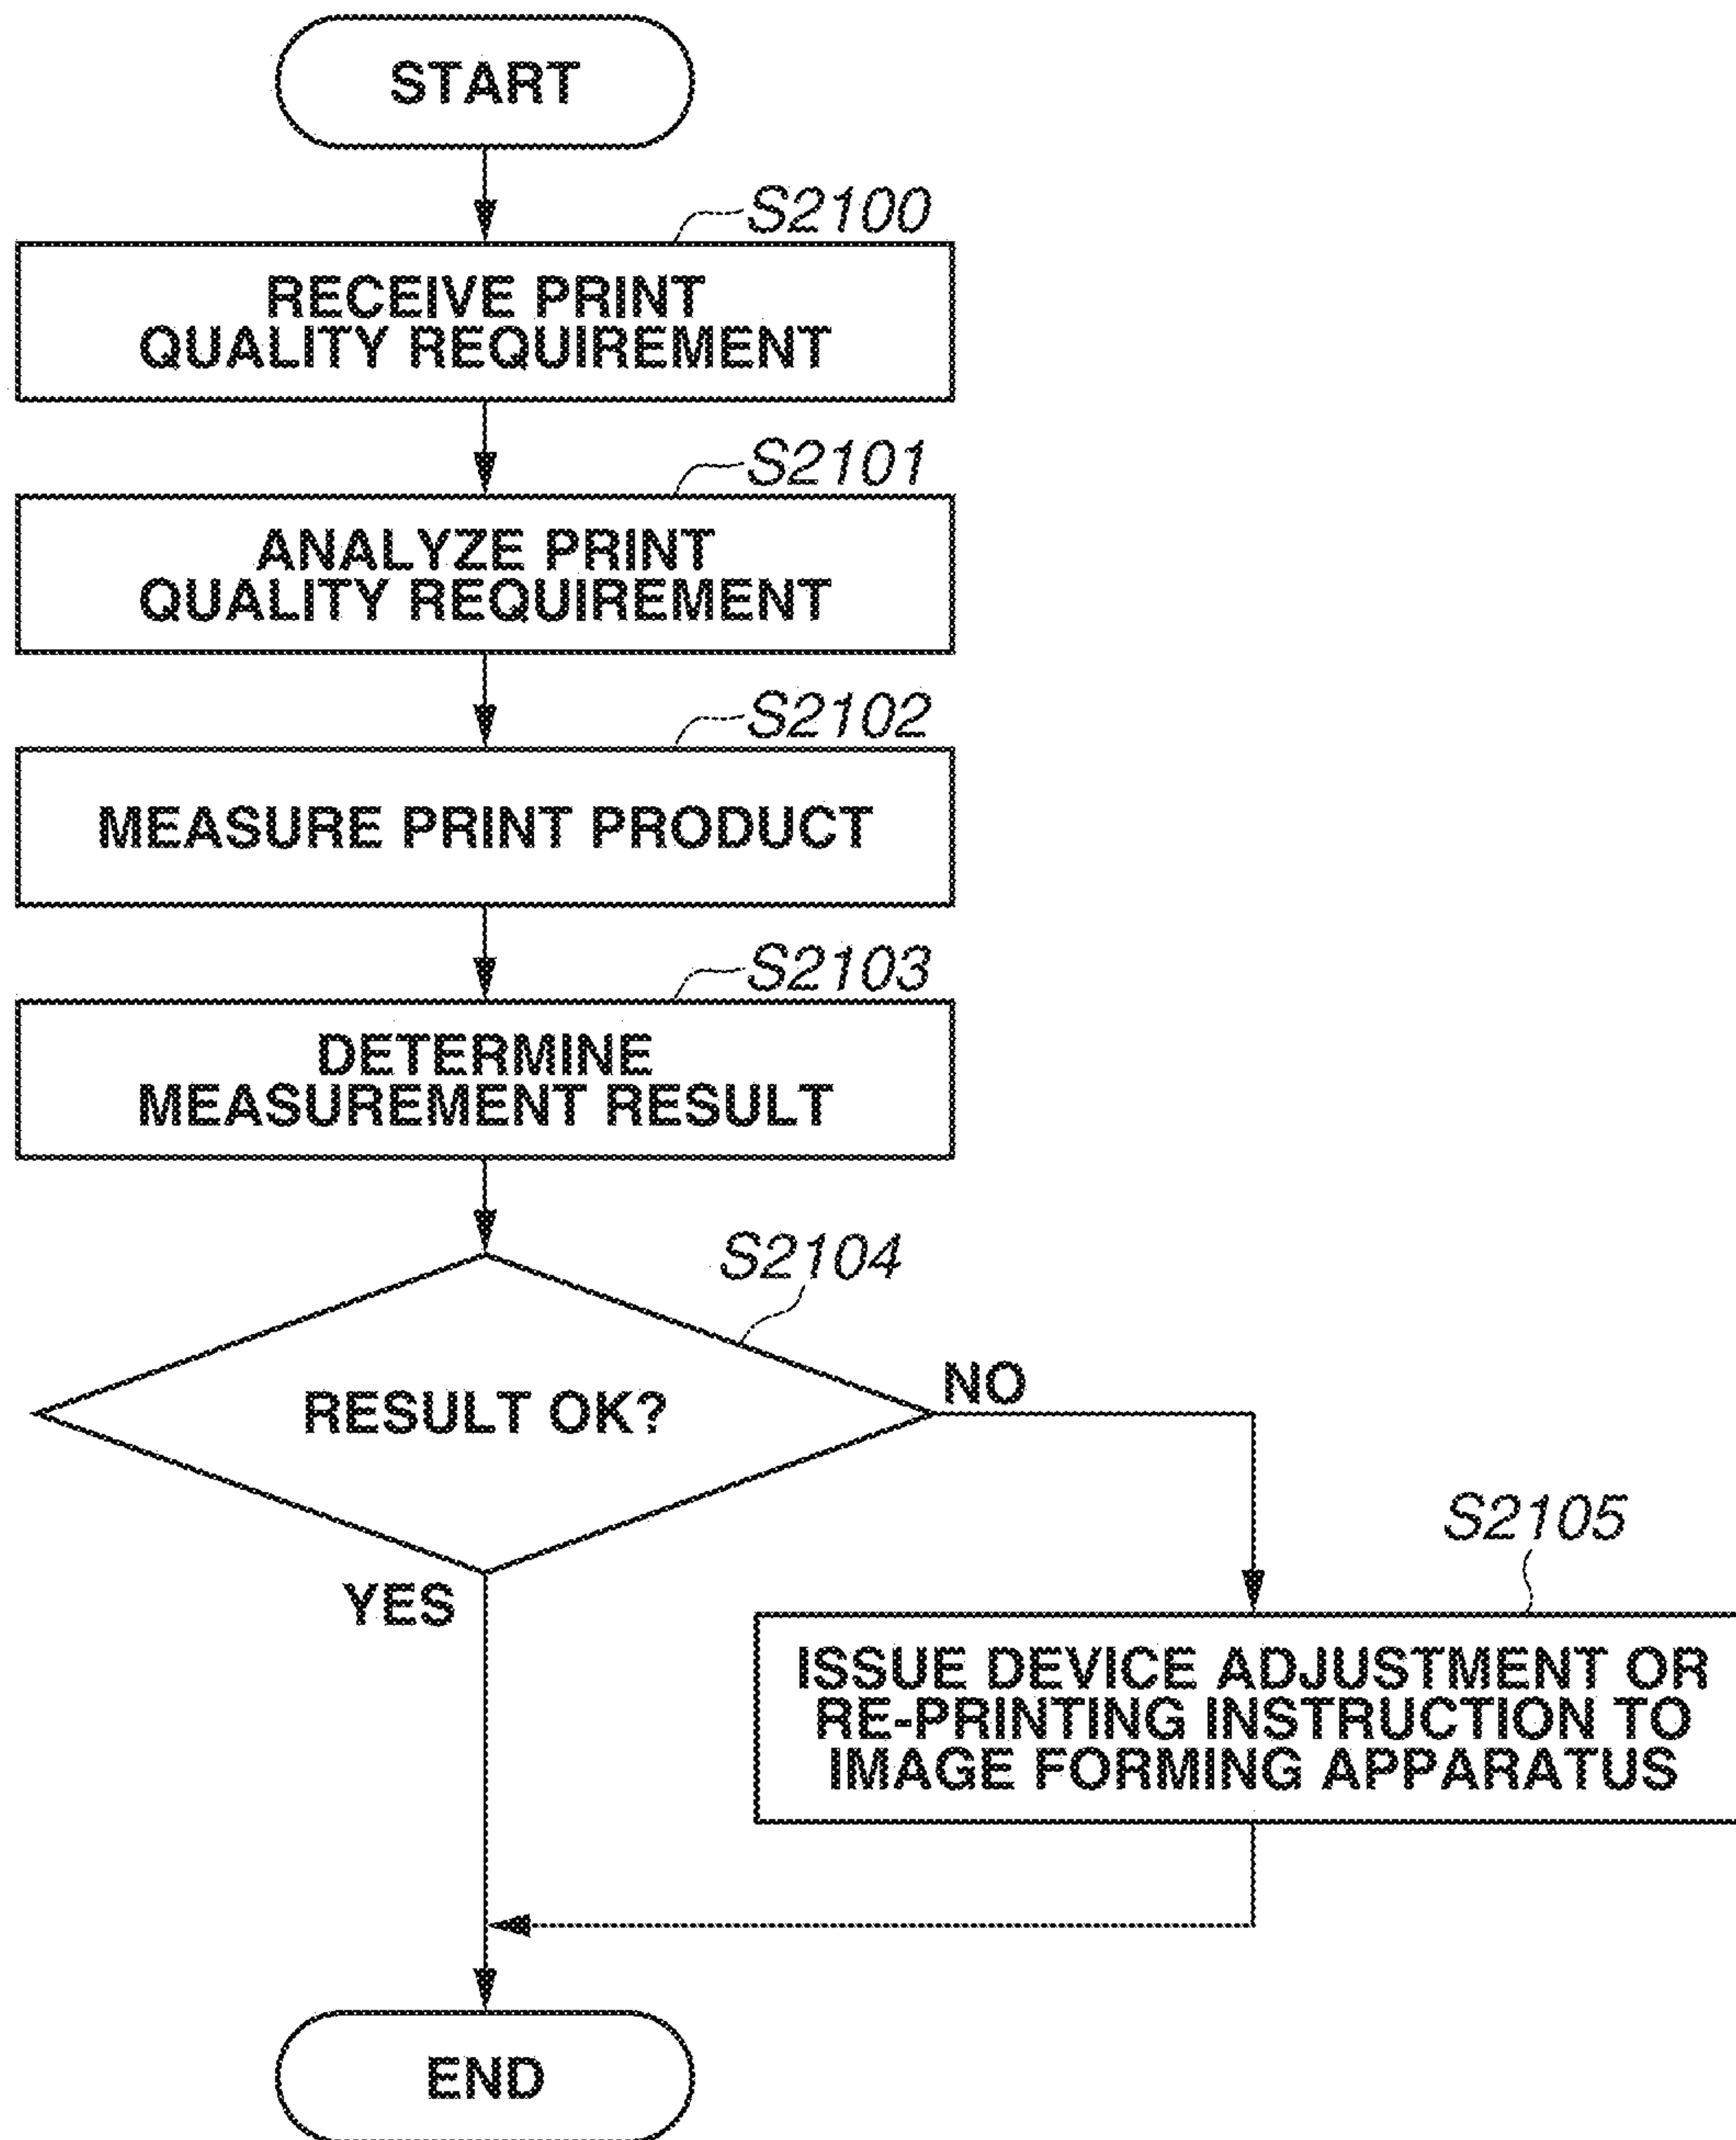 START
S2100
RECEIVE PRINT
QUALITY REQUIREMENT
S2101
ANALYZE PRINT
QUALITY REQUIREMENT
S2102
MEASURE PRINT PRODUCT
S2103
DETERMINE
MEASUREMENT RESULT
S2104
RESULT OK?
NO
YES
S2105
ISSUE DEVICE ADJUSTMENT OR
RE-PRINTING INSTRUCTION TO
IMAGE FORMING APPARATUS
END